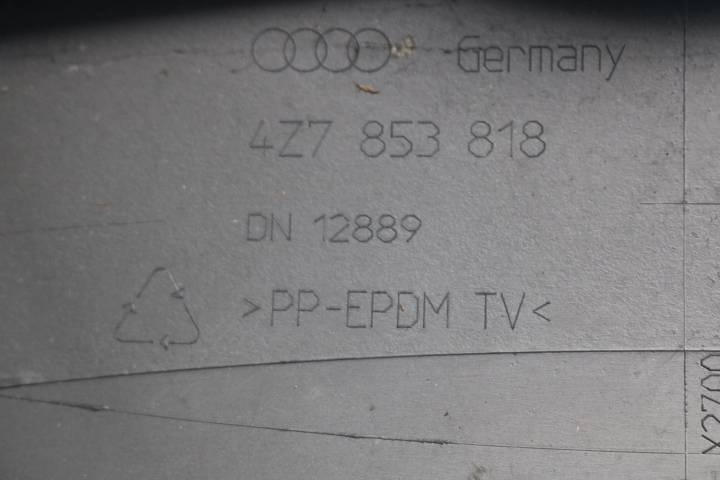 Germany
4Z7 853 818
DN 12889
>PP-EPDM TV<